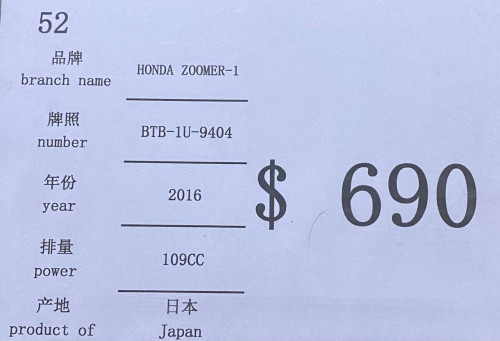 52
品牌
branch name HONDA ZOOMER-1
牌照
number BTB-1U-9404
年份
year 2016
$ 690
排量
power 109CC
产地 日本
product of Japan